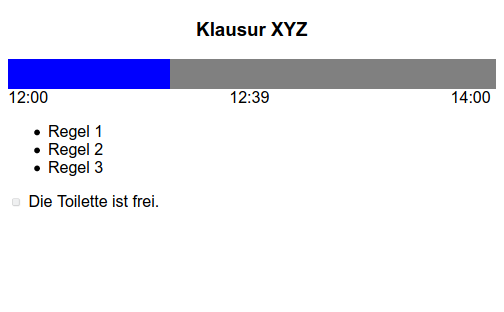 Klausur XYZ
12:00 12:39 14:00
Regel 1
Regel 2
Regel 3
Die Toilette ist frei.